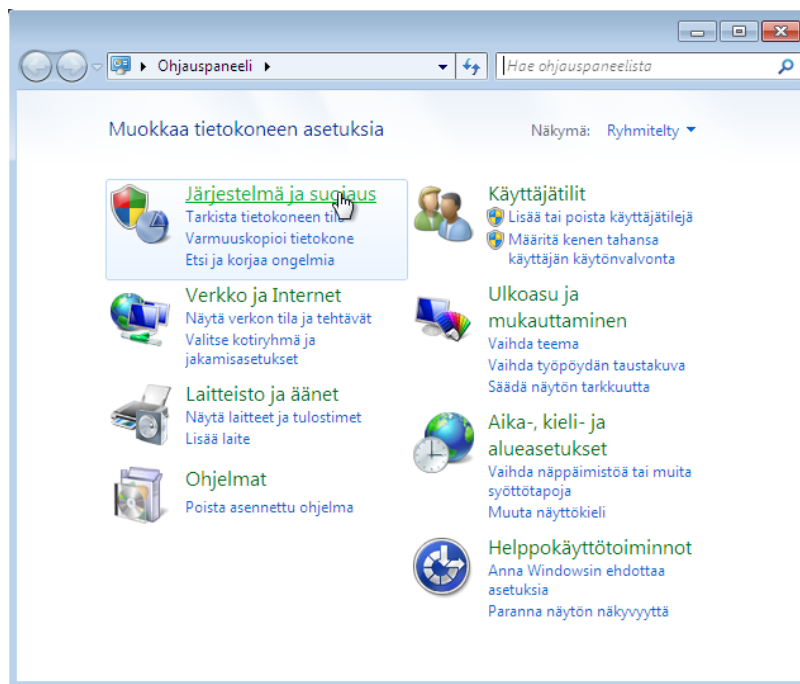 Ohjauspaneeli
Hae ohjauspaneelista
Muokkaa tietokoneen asetuksia
Näkymä: Ryhmitelty
Järjestelmä ja suojaus
Tarkista tietokoneen tila
Varmuuskopioi tietokone
Etsi ja korjaa ongelmia
Verkko ja Internet
Näytä verkon tila ja tehtävät
Valitse kotiryhmä ja
jakamisasetukset
Laitteisto ja äänet
Näytä laitteet ja tulostimet
Lisää laite
Ohjelmat
Poista asennettu ohjelma
Käyttäjätilit
Lisää tai poista käyttäjätilejä
Määritä kenen tahansa
käyttäjän käytönvalvonta
Ulkoasu ja
mukauttaminen
Vaihda teema
Vaihda työpöydän taustakuva
Säädä näytön tarkkuutta
Aika-, kieli- ja
alueasetukset
Vaihda näppäimistöä tai muita
syöttötapoja
Muuta näyttökieli
Helppokäyttötoiminnot
Anna Windowsin ehdottaa
asetuksia
Paranna näytön näkyvyyttä